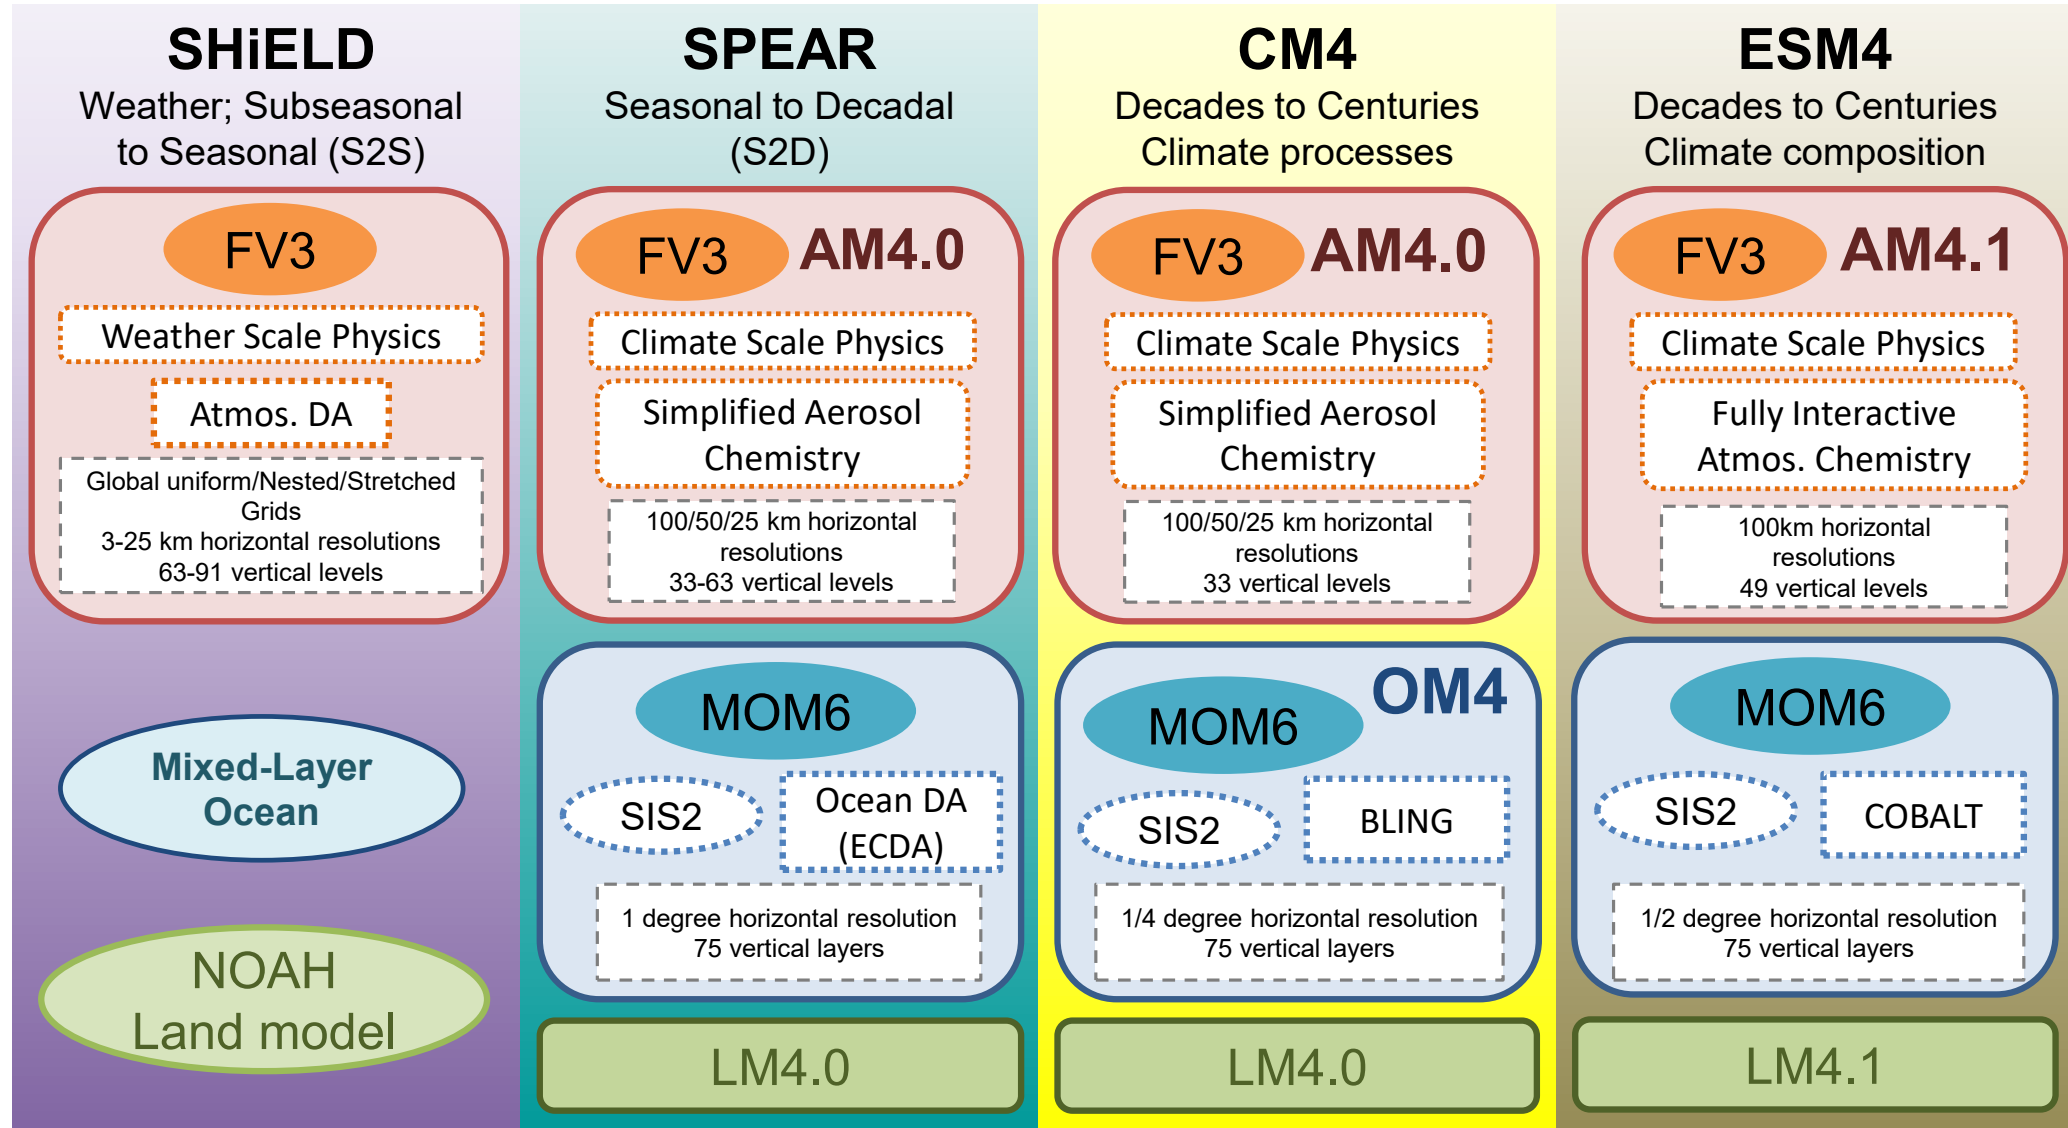 SHiELD
Weather; Subseasonal
to Seasonal (S2S)
FV3
Weather Scale Physics
Atmos. DA
Global uniform/Nested/Stretched
Grids
3-25 km horizontal resolutions
63-91 vertical levels
Mixed-Layer
Ocean
NOAH
Land model
SPEAR
Seasonal to Decadal
(S2D)
FV3
AM4.0
Climate Scale Physics
Simplified Aerosol
Chemistry
100/50/25 km horizontal
resolutions
33-63 vertical levels
MOM6
SIS2
Ocean DA
(ECDA)
1 degree horizontal resolution
75 vertical layers
LM4.0
CM4
Decades to Centuries
Climate processes
FV3
AM4.0
Climate Scale Physics
Simplified Aerosol
Chemistry
100/50/25 km horizontal
resolutions
33 vertical levels
OM4
MOM6
SIS2
BLING
1/4 degree horizontal resolution
75 vertical layers
LM4.0
ESM4
Decades to Centuries
Climate composition
FV3
AM4.1
Climate Scale Physics
Fully Interactive
Atmos. Chemistry
100km horizontal
resolutions
49 vertical levels
MOM6
SIS2
COBALT
1/2 degree horizontal resolution
75 vertical layers
LM4.1